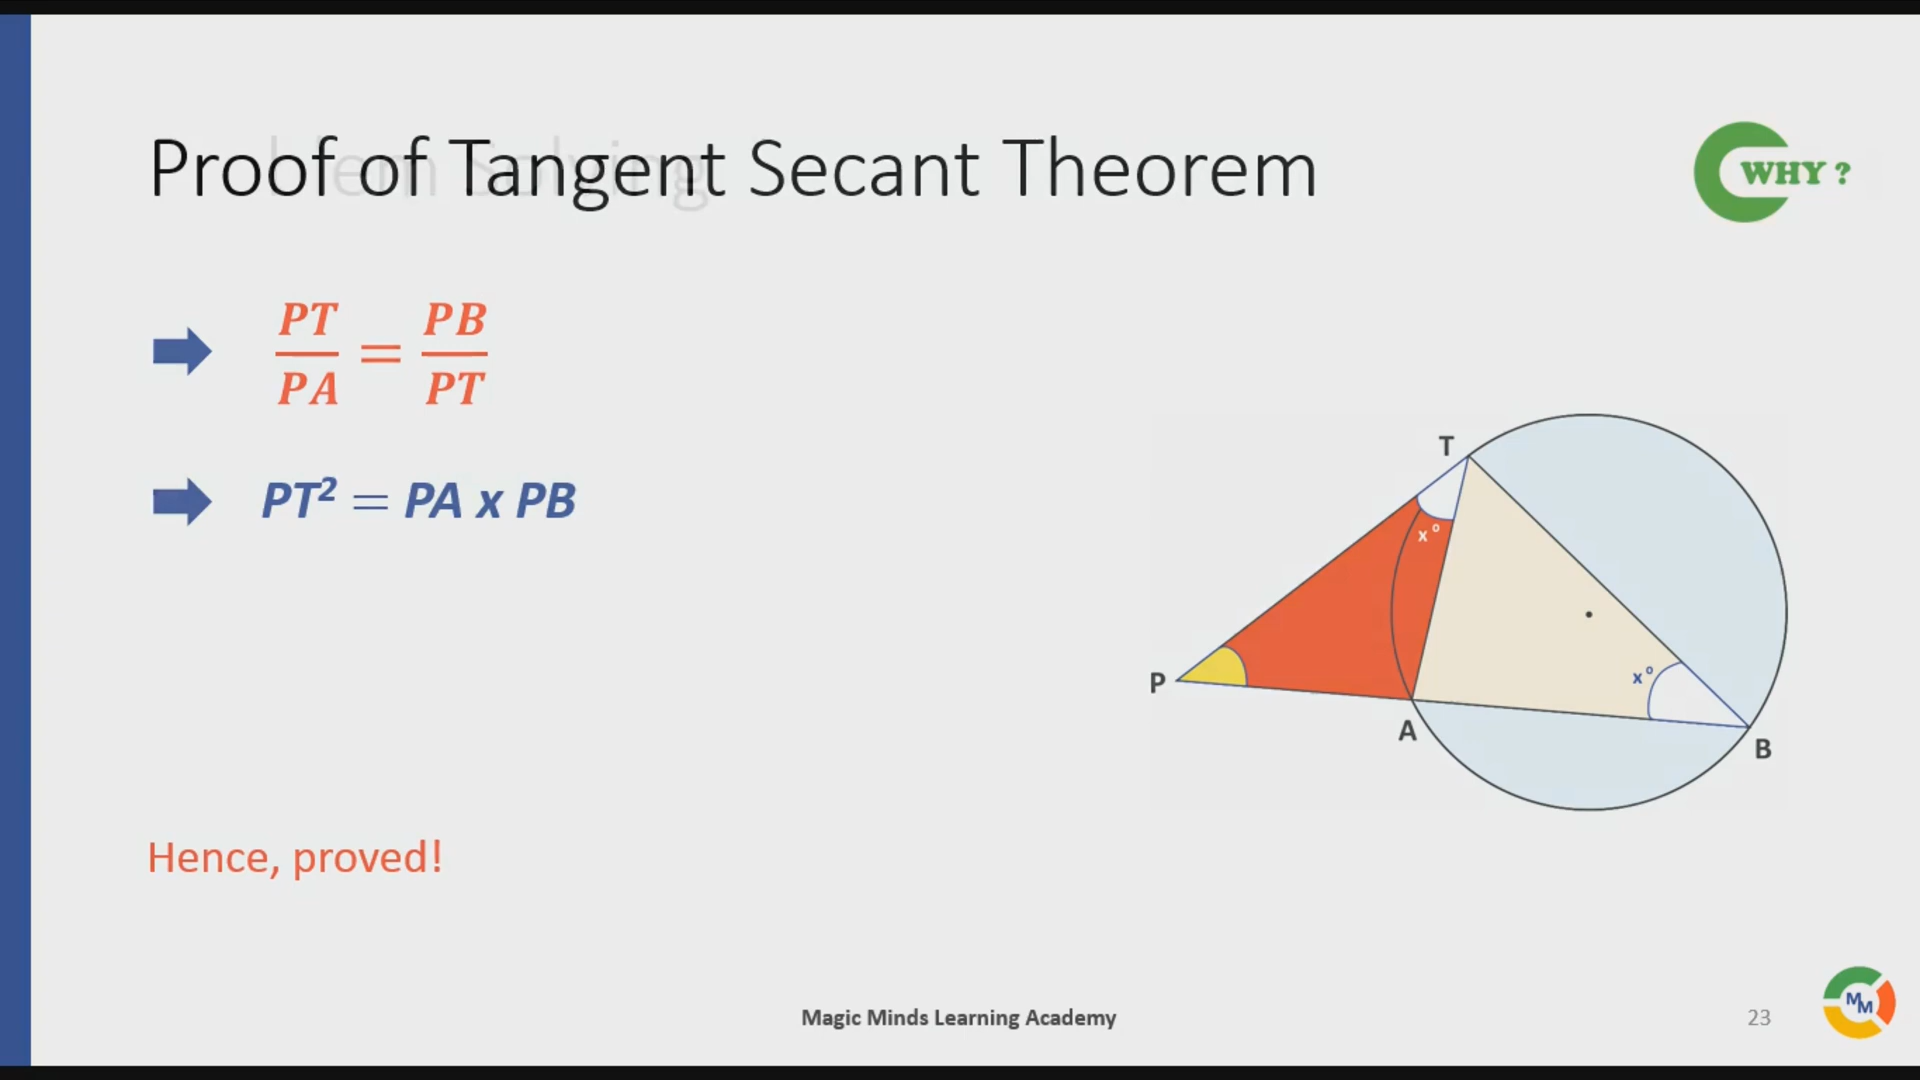 Proof of Tangent Secant Theorem
WHY ?
PT/PA = PB/PT
PT² = PA x PB
T
x°
P
x°
A
B
Hence, proved!
Magic Minds Learning Academy
23
MM